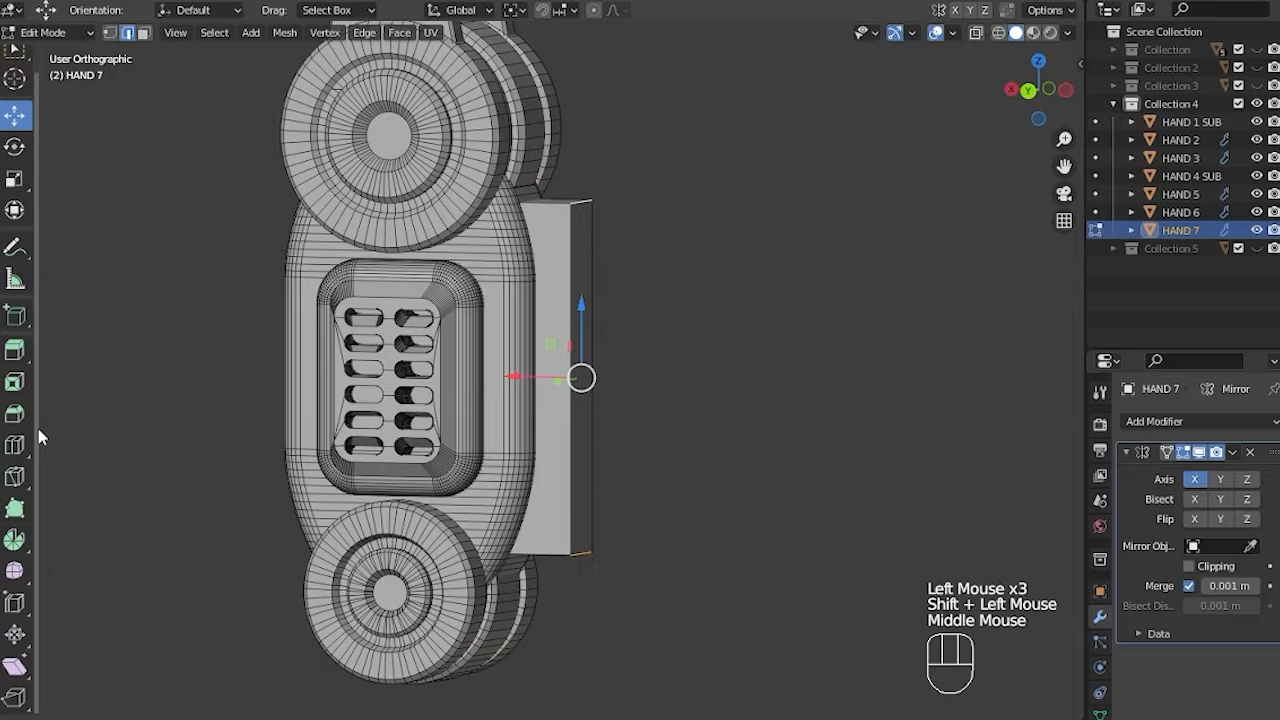 Orientation: Default Drag: Select Box Global X Y Z Options
Edit Mode View Select Add Mesh Vertex Edge Face UV
User Orthographic
(2) HAND 7
Z
X
Y
Left Mouse x3
Shift + Left Mouse
Middle Mouse
Scene Collection
Collection 5
Collection 2
Collection 3
Collection 4
HAND 1 SUB
HAND 2
HAND 3
HAND 4 SUB
HAND 5
HAND 6
HAND 7
Collection 5
HAND 7 Mirror
Add Modifier
Axis X Y Z
Bisect X Y Z
Flip X Y Z
Mirror Obj...
Clipping
Merge 0.001 m
Bisect Dis... 0.001 m
Data